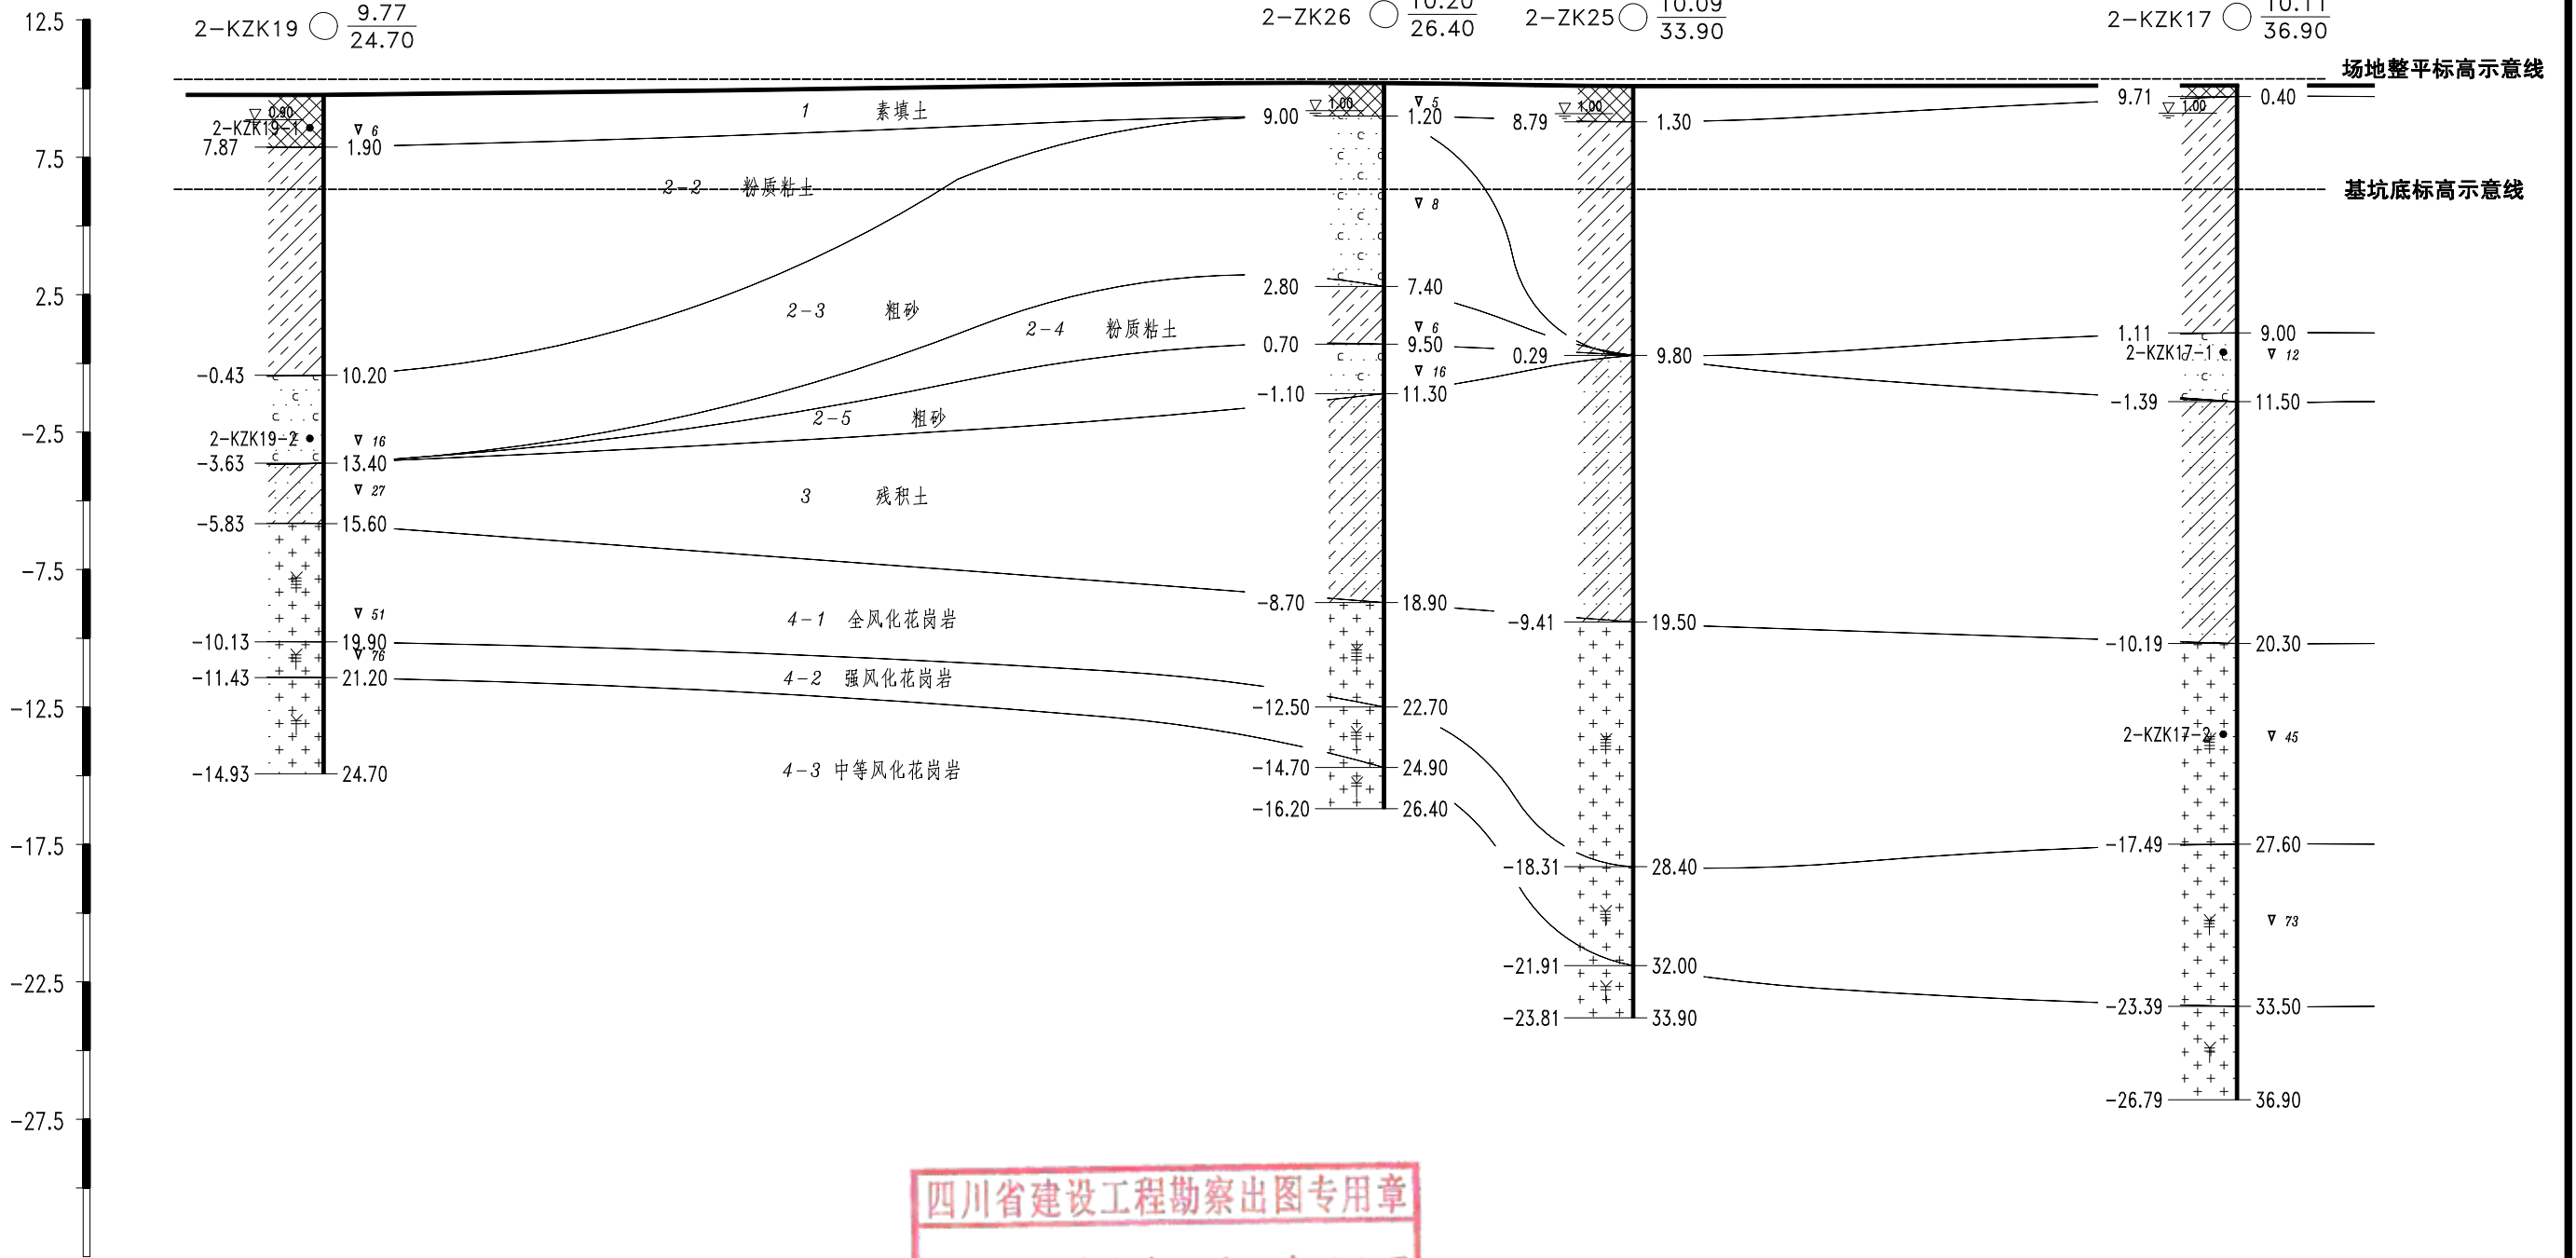 12.5
7.5
2.5
-2.5
-7.5
-12.5
-17.5
-22.5
-27.5
2-KZK19 9.77
24.70
2-ZK26 10.20
26.40
2-ZK25 10.09
33.90
2-KZK17 10.11
36.90
场地整平标高示意线
基坑底标高示意线
0.90
2-KZK19-1
6
7.87 1.90
-0.43 10.20
2-KZK19-2 16
-3.63 13.40
27
-5.83 15.60
51
-10.13 19.90
76
-11.43 21.20
-14.93 24.70
1 素填土
2-2 粉质粘土
2-3 粗砂
2-4 粉质粘土
2-5 粗砂
3 残积土
4-1 全风化花岗岩
4-2 强风化花岗岩
4-3 中等风化花岗岩
1.00
5
9.00 1.20
8
2.80 7.40
6
0.70 9.50
16
-1.10 11.30
-8.70 18.90
-12.50 22.70
-14.70 24.90
-16.20 26.40
1.00
8.79 1.30
0.29 9.80
-9.41 19.50
-18.31 28.40
-21.91 32.00
-23.81 33.90
9.71 0.40
1.00
1.11 9.00
2-KZK17-1 12
-1.39 11.50
-10.19 20.30
2-KZK17-2 45
-17.49 27.60
73
-23.39 33.50
-26.79 36.90
四川省建设工程勘察出图专用章